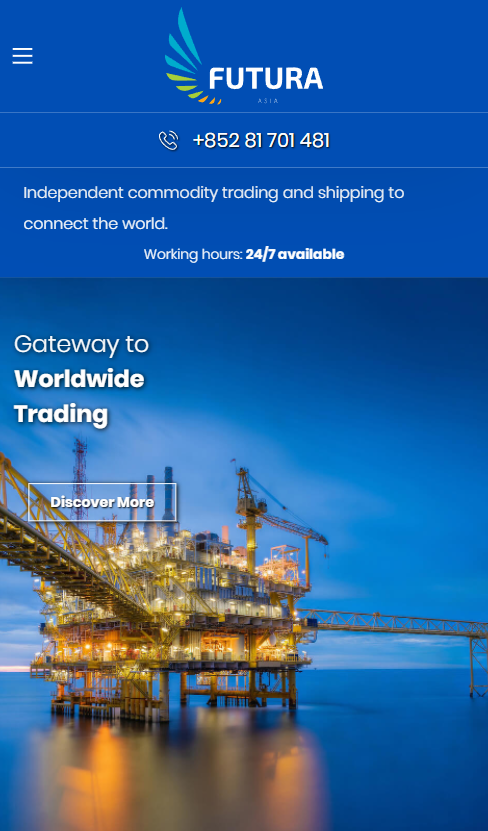 FUTURA
ASIA
+852 81 701 481
Independent commodity trading and shipping to
connect the world.
Working hours: 24/7 available
Gateway to
Worldwide
Trading
Discover More